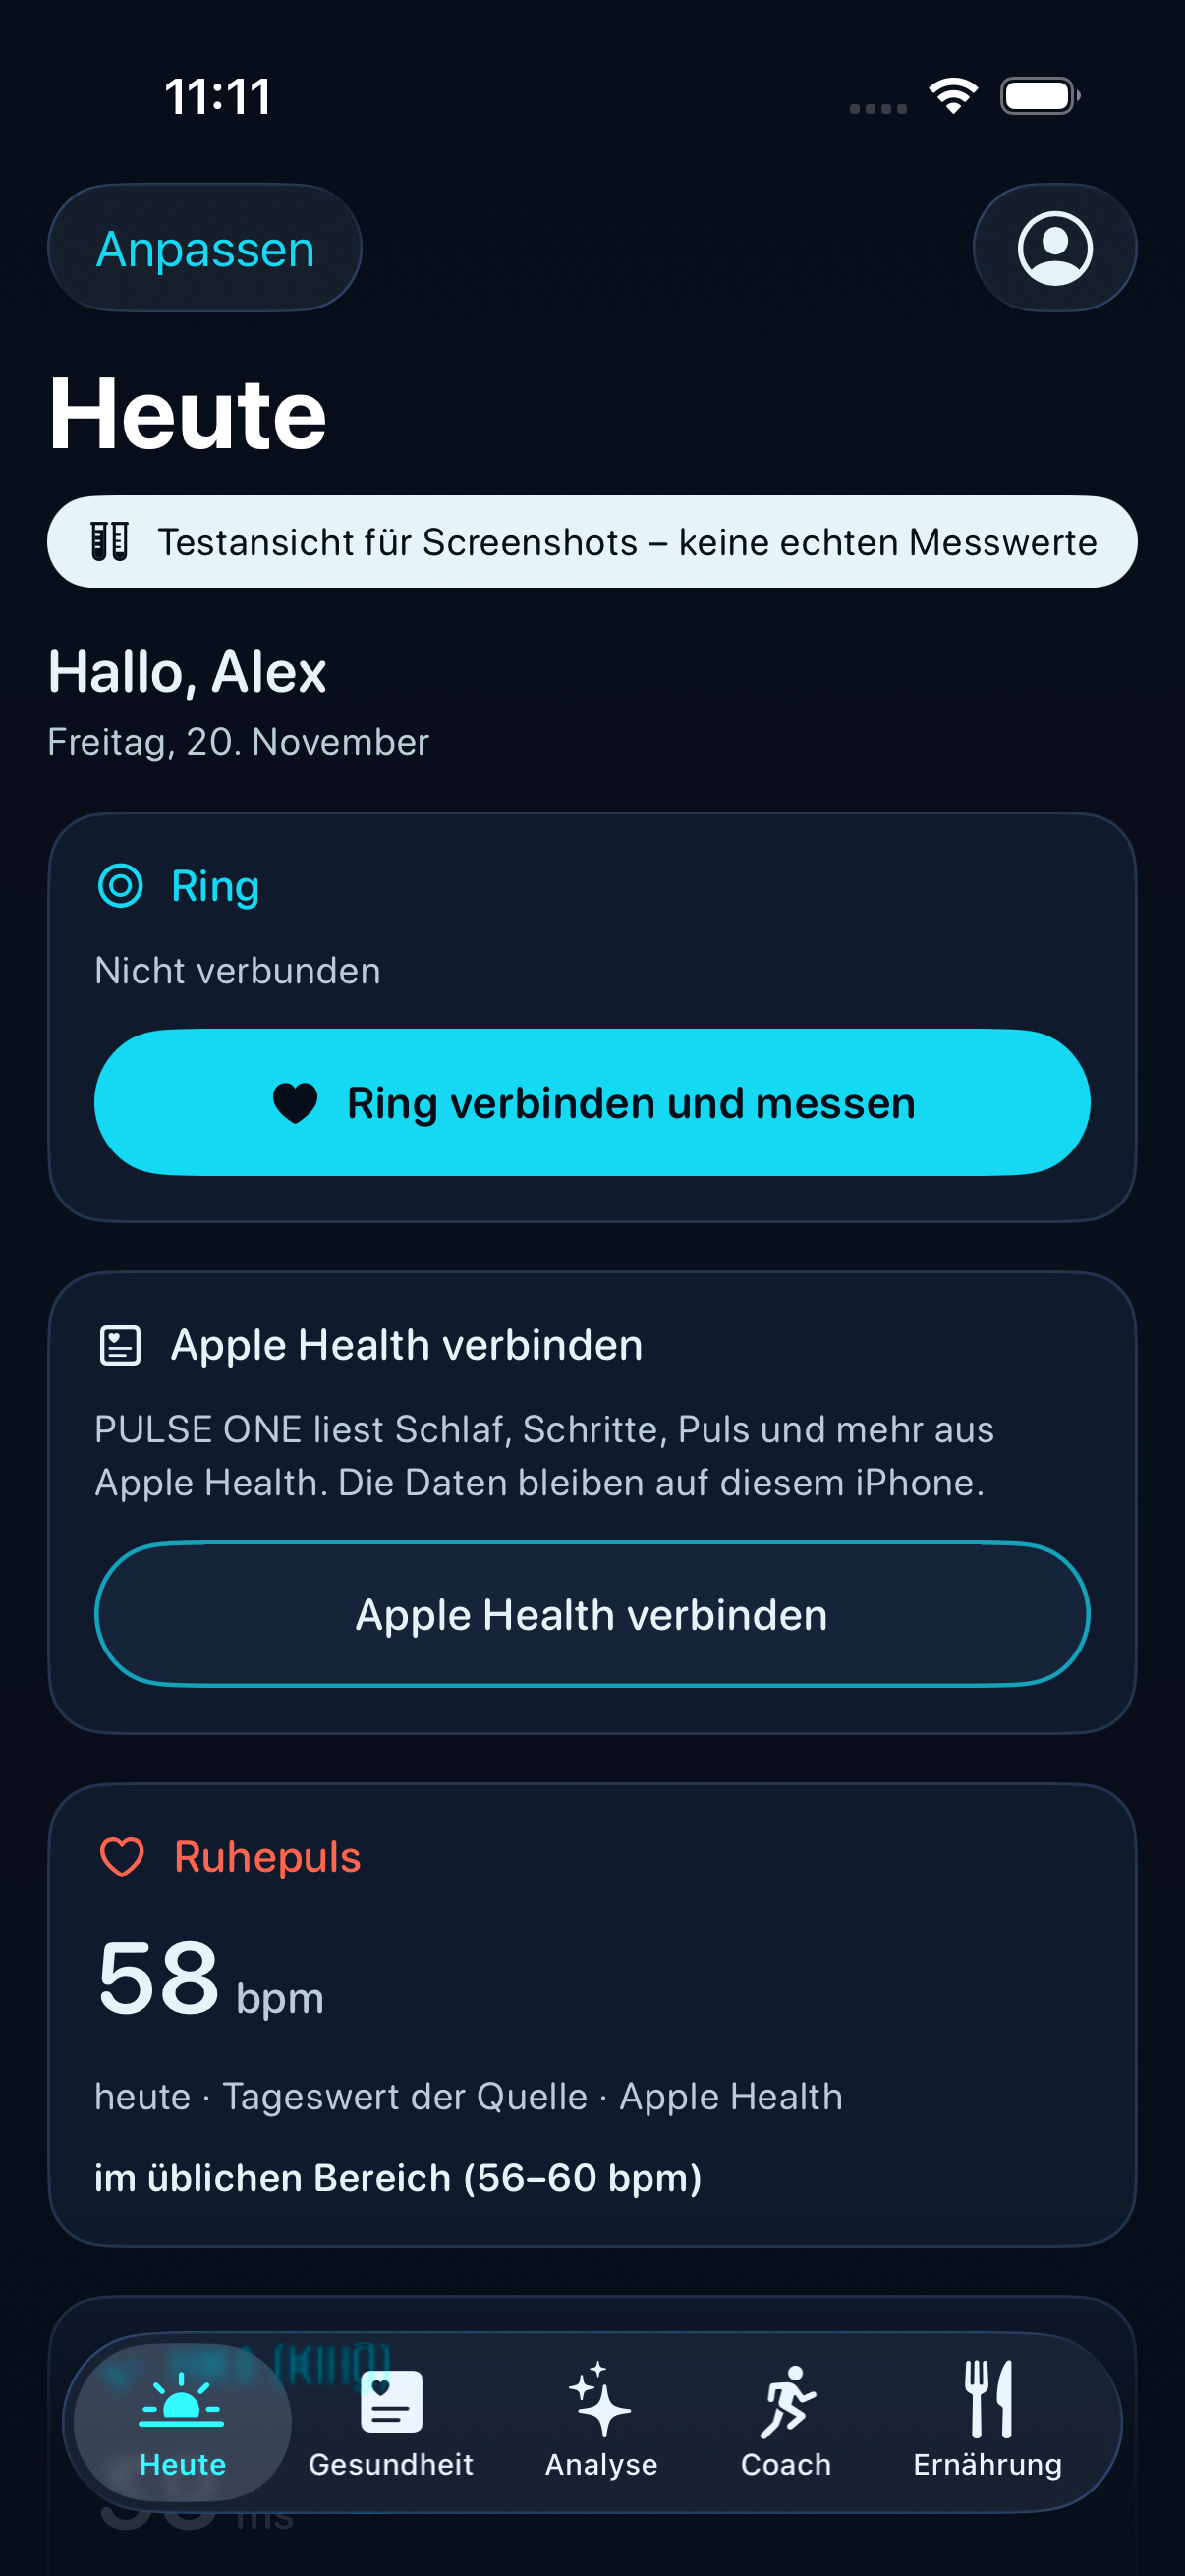 11:11
Anpassen
Heute
Testansicht für Screenshots – keine echten Messwerte
Hallo, Alex
Freitag, 20. November
Ring
Nicht verbunden
Ring verbinden und messen
Apple Health verbinden
PULSE ONE liest Schlaf, Schritte, Puls und mehr aus
Apple Health. Die Daten bleiben auf diesem iPhone.
Apple Health verbinden
Ruhepuls
58 bpm
heute · Tageswert der Quelle · Apple Health
im üblichen Bereich (56–60 bpm)
ms
Heute
Gesundheit
Analyse
Coach
Ernährung